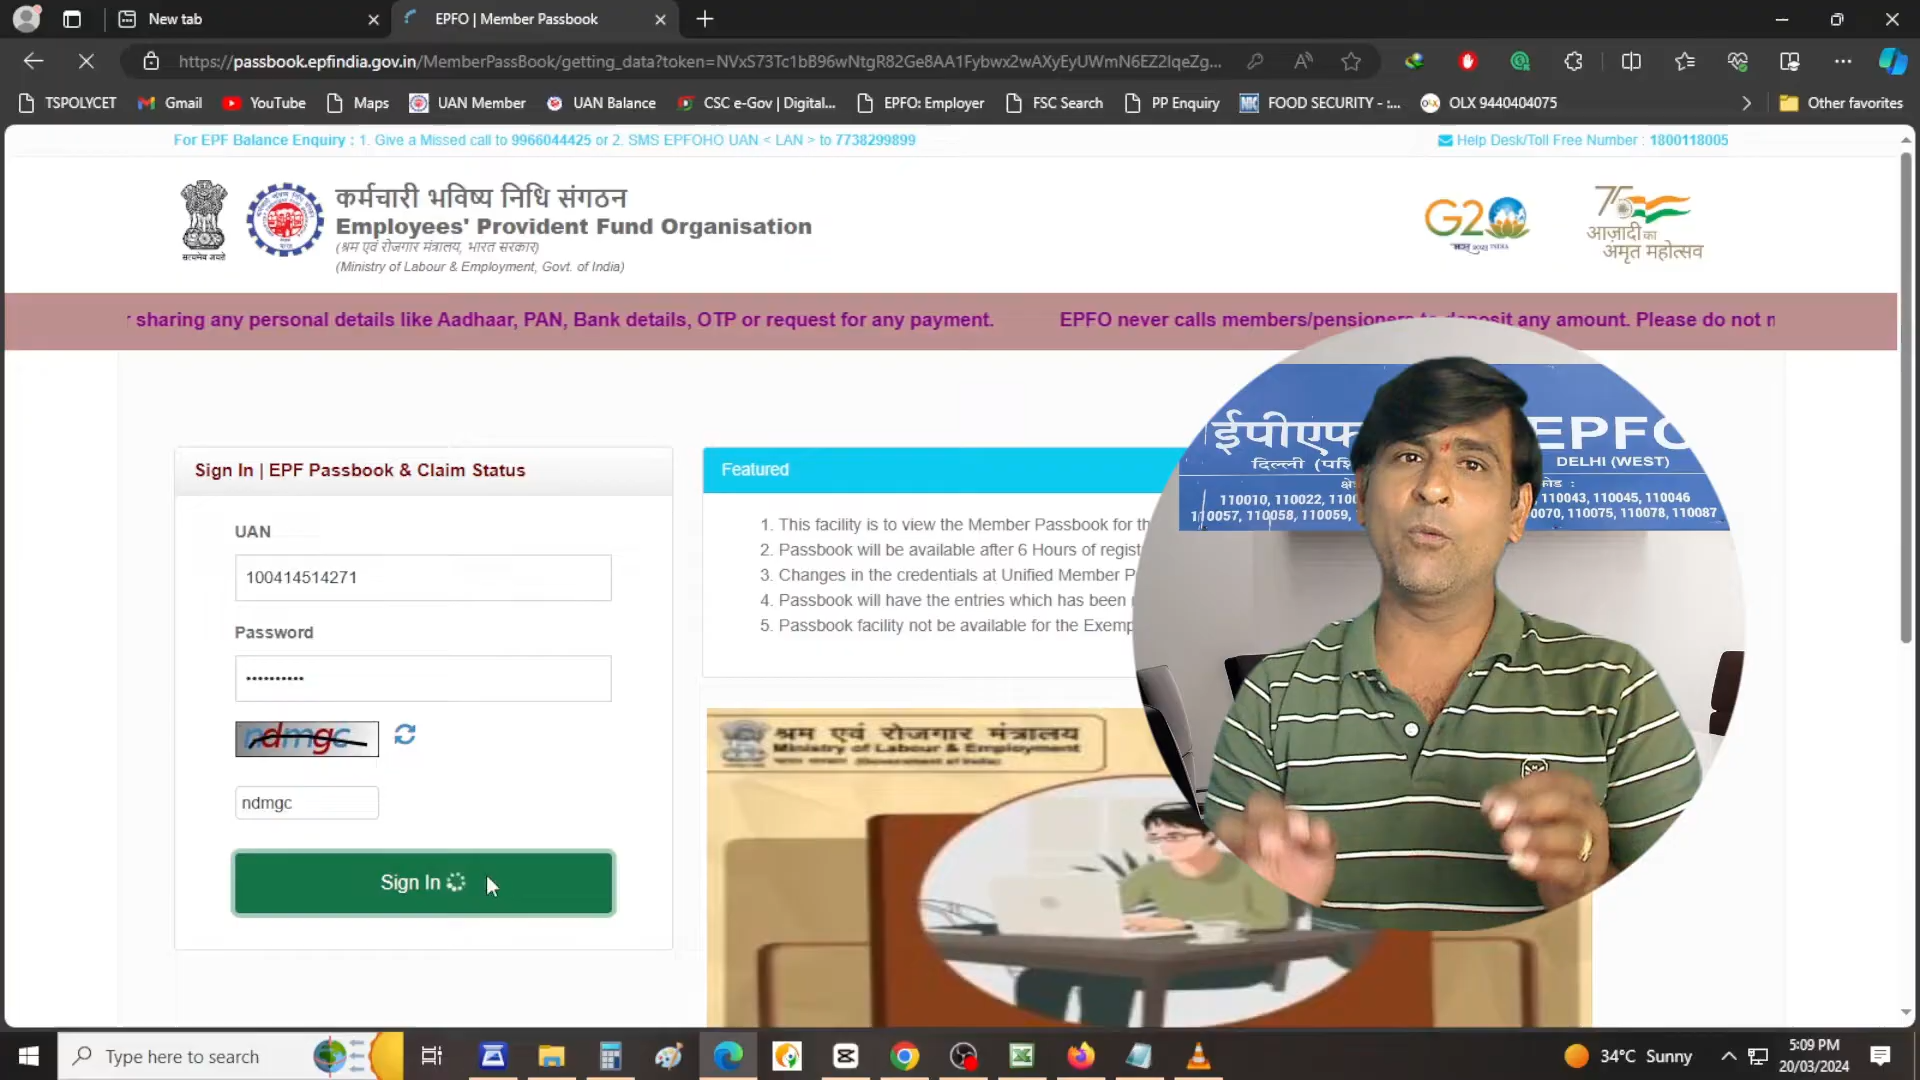 New tab
EPFO | Member Passbook
https://passbook.epfindia.gov.in/MemberPassBook/getting_data?token=NVxS73Tc1bB96wNtgR82Ge8AA1Fybwx2wAXyEyUWmN6EZ2IqeZg...
TSPOLYCET Gmail YouTube Maps UAN Member UAN Balance CSC e-Gov | Digital... EPFO: Employer FSC Search PP Enquiry FOOD SECURITY - :... OLX 9440404075 Other favorites
For EPF Balance Enquiry : 1. Give a Missed call to 9966044425 or 2. SMS EPFOHO UAN < LAN > to 7738299899
Help Desk/Toll Free Number : 1800118005
कर्मचारी भविष्य निधि संगठन
Employees' Provident Fund Organisation
(श्रम एवं रोजगार मंत्रालय, भारत सरकार)
(Ministry of Labour & Employment, Govt. of India)
सत्यमेव जयते
G20
75
आज़ादी का
अमृत महोत्सव
sharing any personal details like Aadhaar, PAN, Bank details, OTP or request for any payment. EPFO never calls members/pensioners to deposit any amount. Please do not
Sign In | EPF Passbook & Claim Status
UAN
100414514271
Password
••••••••••
ndmgc
ndmgc
Sign In
Featured
1. This facility is to view the Member Passbook for
2. Passbook will be available after 6 Hours of
3. Changes in the credentials at Unified Member
4. Passbook will have the entries which has been
5. Passbook facility not be available for the
EPFO
दिल्ली
DELHI (WEST)
110010, 110022,
110043, 110045, 110046
110057, 110058, 110059,
110075, 110078, 110087
श्रम एवं रोजगार मंत्रालय
Ministry of Labour & Employment
(Government of India)
Type here to search
34°C Sunny
5:09 PM
20/03/2024